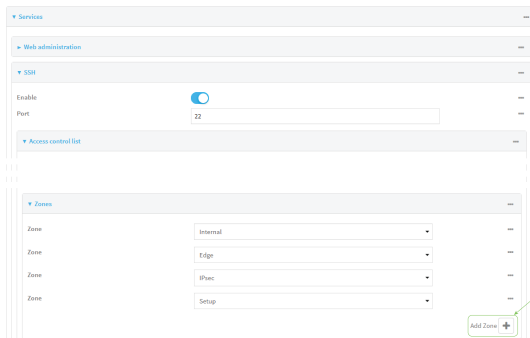 Services
Web administration
SSH
Enable
Port 22
Access control list
Zones
Zone Internal
Zone Edge
Zone IPsec
Zone Setup
Add Zone